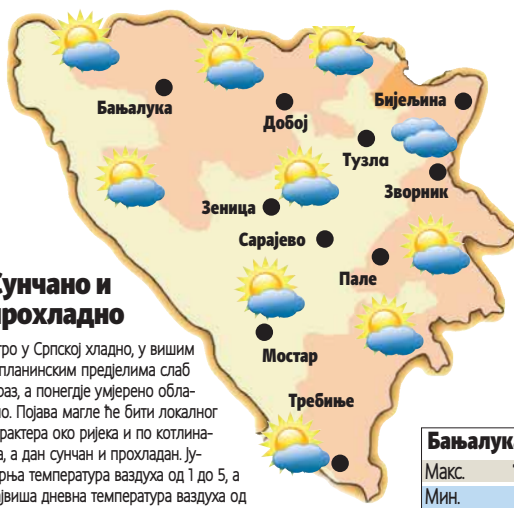 Бањалука
Добој
Бијељина
Тузла
Зворник
Зеница
Сарајево
Пале
Мостар
Требиње
Сунчано и
прохладно
тро у Српској хладно, у вишим
планинским предјелима слаб
раз, а понегдје умјерено обла-
но. Појава магле ће бити локалног
рактера око ријека и по котлина-
а, а дан сунчан и прохладан. Ју-
рња температура ваздуха од 1 до 5, а
јвиша дневна температура ваздуха од
Бањалука
Макс.
Мин.